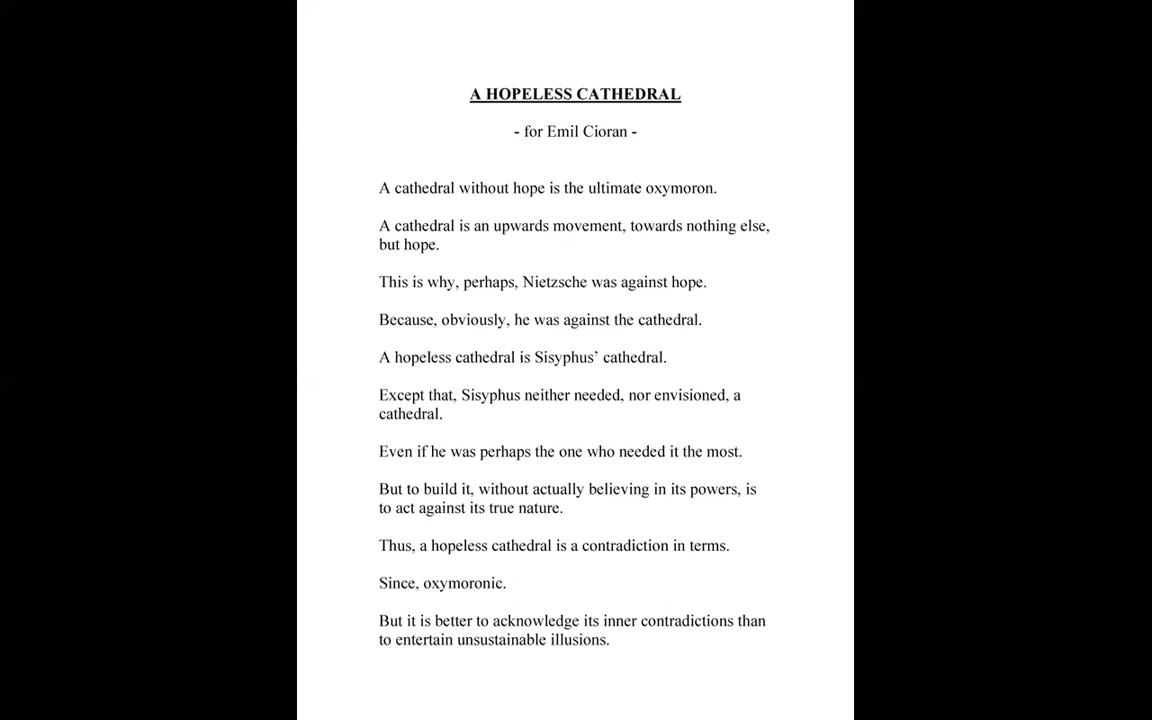 A HOPELESS CATHEDRAL
- for Emil Cioran -
A cathedral without hope is the ultimate oxymoron.
A cathedral is an upwards movement, towards nothing else,
but hope.
This is why, perhaps, Nietzsche was against hope.
Because, obviously, he was against the cathedral.
A hopeless cathedral is Sisyphus’ cathedral.
Except that, Sisyphus neither needed, nor envisioned, a
cathedral.
Even if he was perhaps the one who needed it the most.
But to build it, without actually believing in its powers, is
to act against its true nature.
Thus, a hopeless cathedral is a contradiction in terms.
Since, oxymoronic.
But it is better to acknowledge its inner contradictions than
to entertain unsustainable illusions.